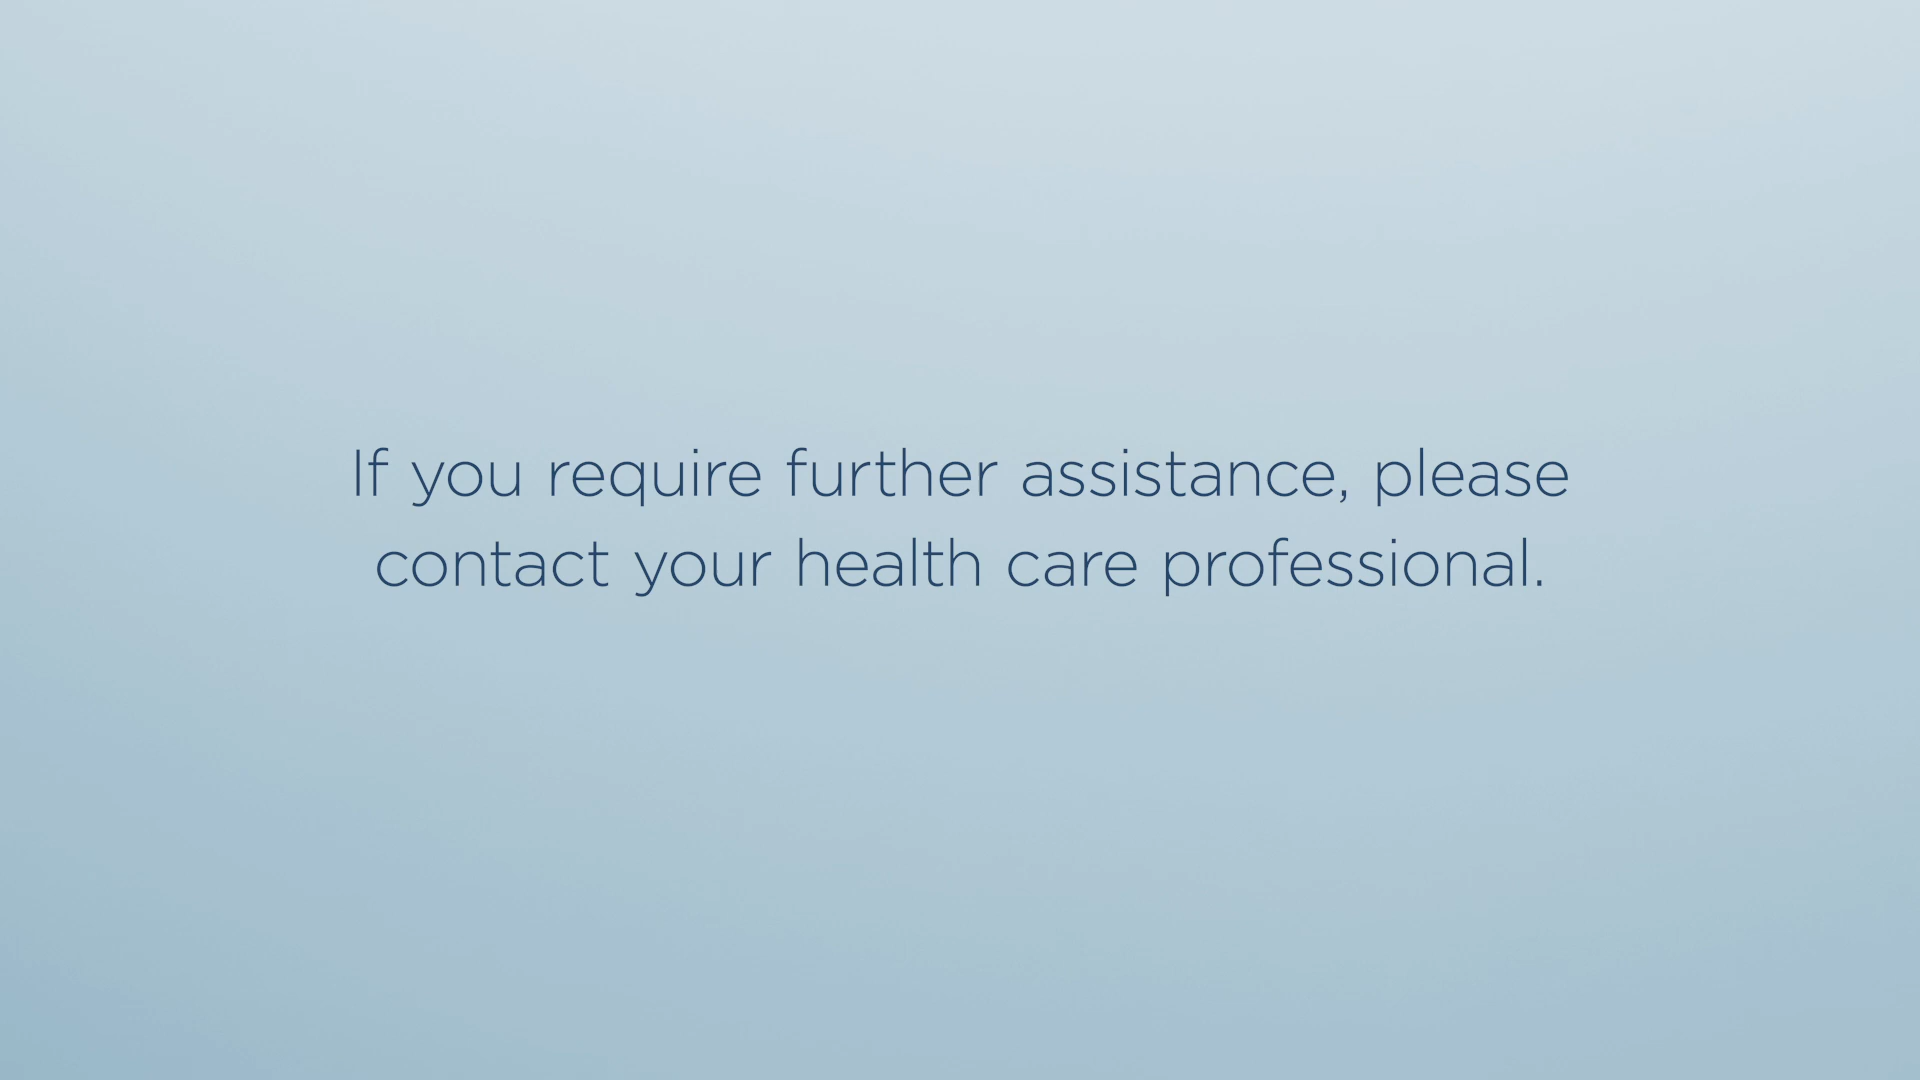 If you require further assistance, please
contact your health care professional.